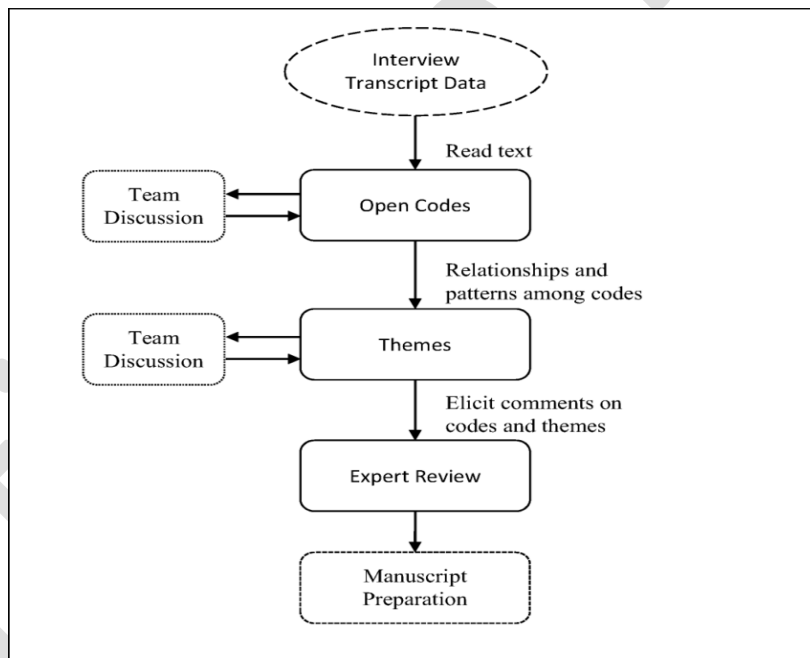 Interview
Transcript Data
Read text
Team
Discussion
Open Codes
Relationships and
patterns among codes
Team
Discussion
Themes
Elicit comments on
codes and themes
Expert Review
Manuscript
Preparation